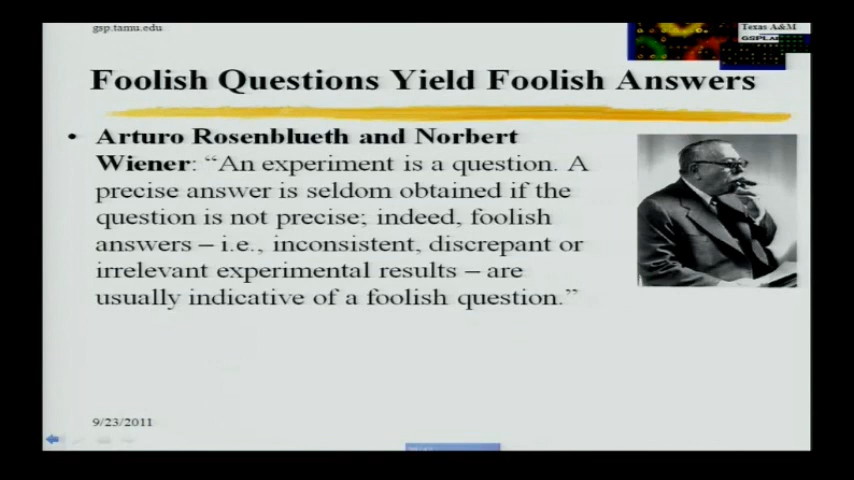 gsp.tamu.edu
Texas A&M
GSPLAB
Foolish Questions Yield Foolish Answers
• Arturo Rosenblueth and Norbert
Wiener: “An experiment is a question. A
precise answer is seldom obtained if the
question is not precise; indeed, foolish
answers – i.e., inconsistent, discrepant or
irrelevant experimental results – are
usually indicative of a foolish question.”
9/23/2011